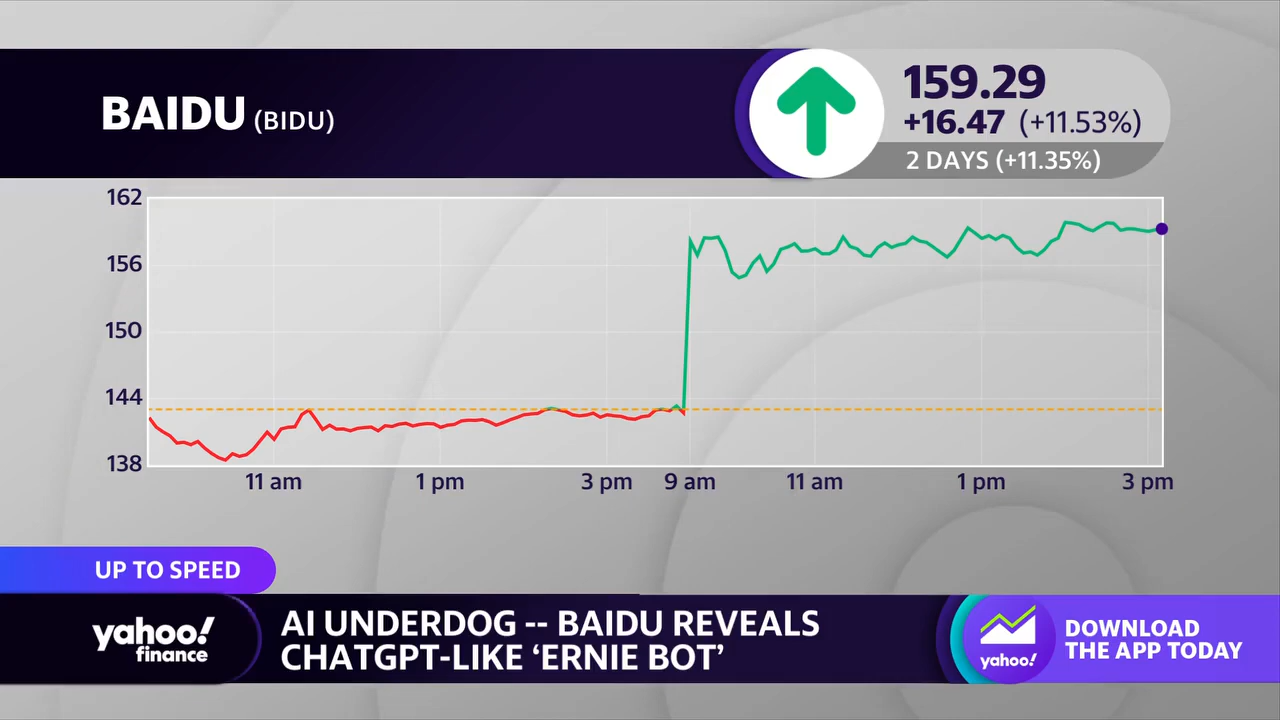 BAIDU (BIDU)
159.29
+16.47 (+11.53%)
2 DAYS (+11.35%)
162
156
150
144
138
11 am 1 pm 3 pm 9 am 11 am 1 pm 3 pm
UP TO SPEED
yahoo!
finance
AI UNDERDOG -- BAIDU REVEALS
CHATGPT-LIKE ‘ERNIE BOT’
yahoo!
DOWNLOAD
THE APP TODAY